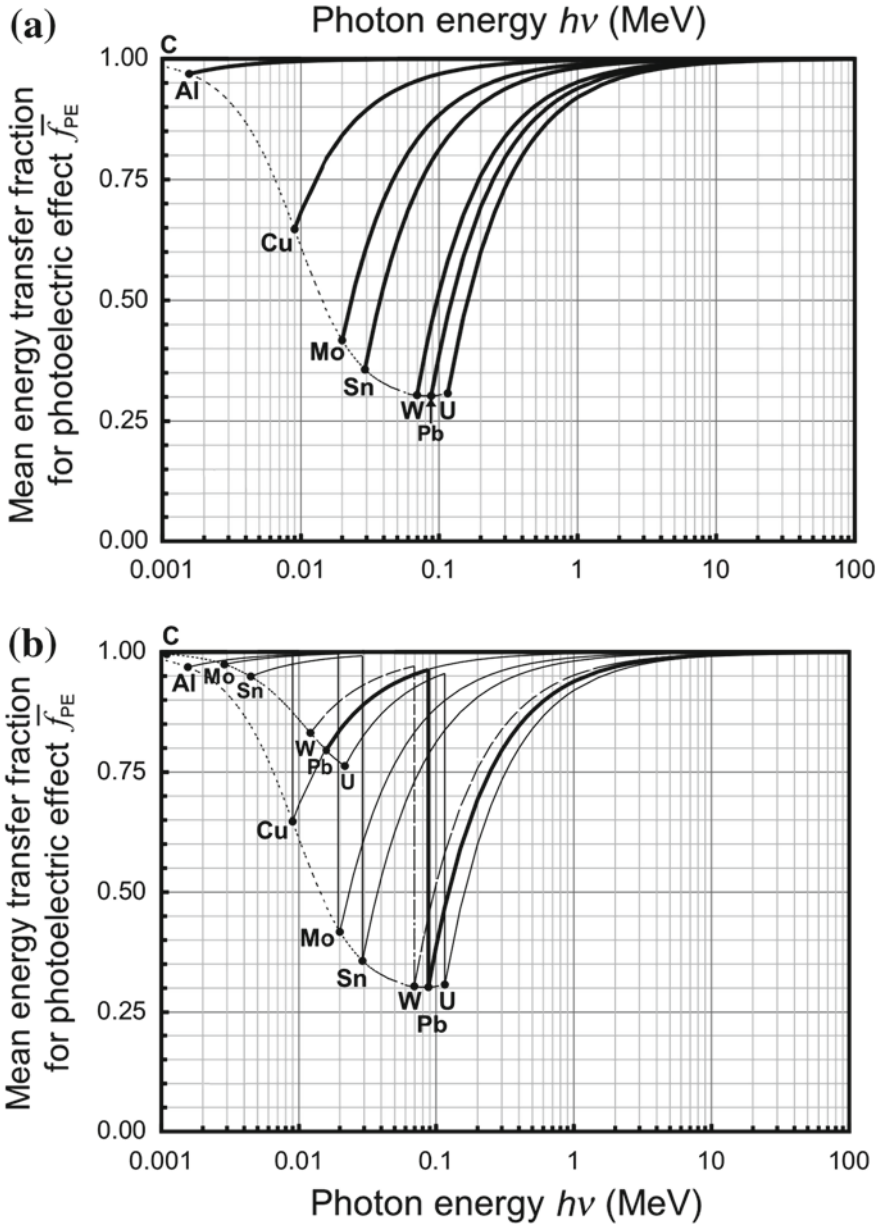 (a)
Photon energy hν (MeV)
C
1.00
Al
0.75
Cu
0.50
Mo
Sn
W U
Pb
0.25
0.00
0.001 0.01 0.1 1 10 100
Mean energy transfer fraction
for photoelectric effect f̅PE
(b)
C
1.00
Al Mo
Sn
W
Pb
U
0.75
Cu
0.50
Mo
Sn
W U
Pb
0.25
0.00
0.001 0.01 0.1 1 10 100
Mean energy transfer fraction
for photoelectric effect f̅PE
Photon energy hν (MeV)